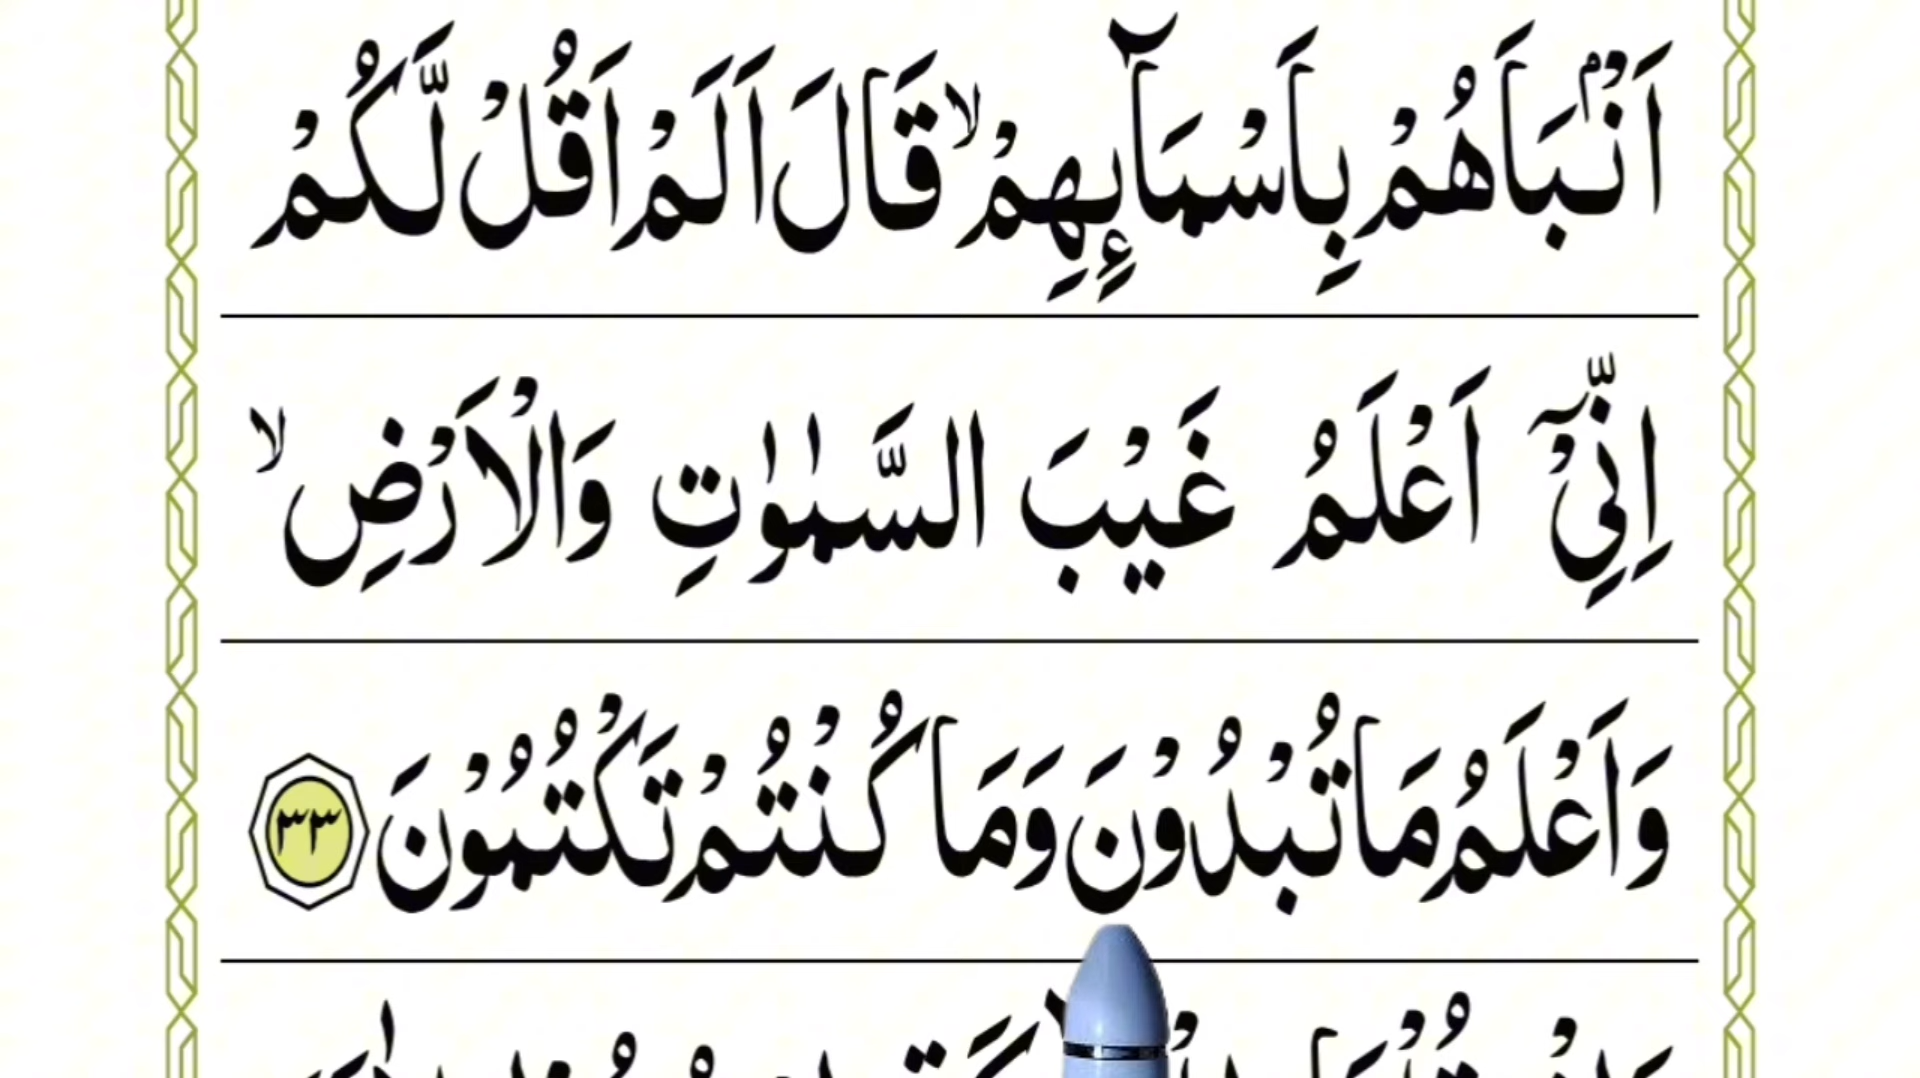 اَنْۢبَاَهُمْ بِاَسْمَآىِٕهِمْ ۙ قَالَ اَلَمْ اَقُلْ لَّكُمْ
اِنِّیْۤ اَعْلَمُ غَیْبَ السَّمٰوٰتِ وَالْاَرْضِ ۙ
وَاَعْلَمُ مَا تُبْدُوْنَ وَمَا كُنْتُمْ تَكْتُمُوْنَ ۳۳